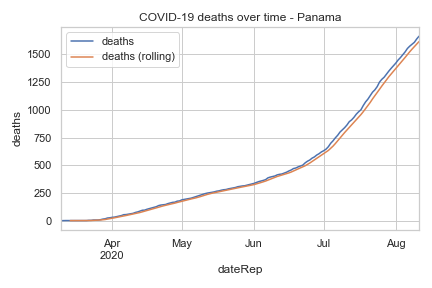 COVID-19 deaths over time - Panama
deaths
deaths (rolling)
1500
1250
1000
750
500
250
0
deaths
Apr May Jun Jul Aug
2020
dateRep